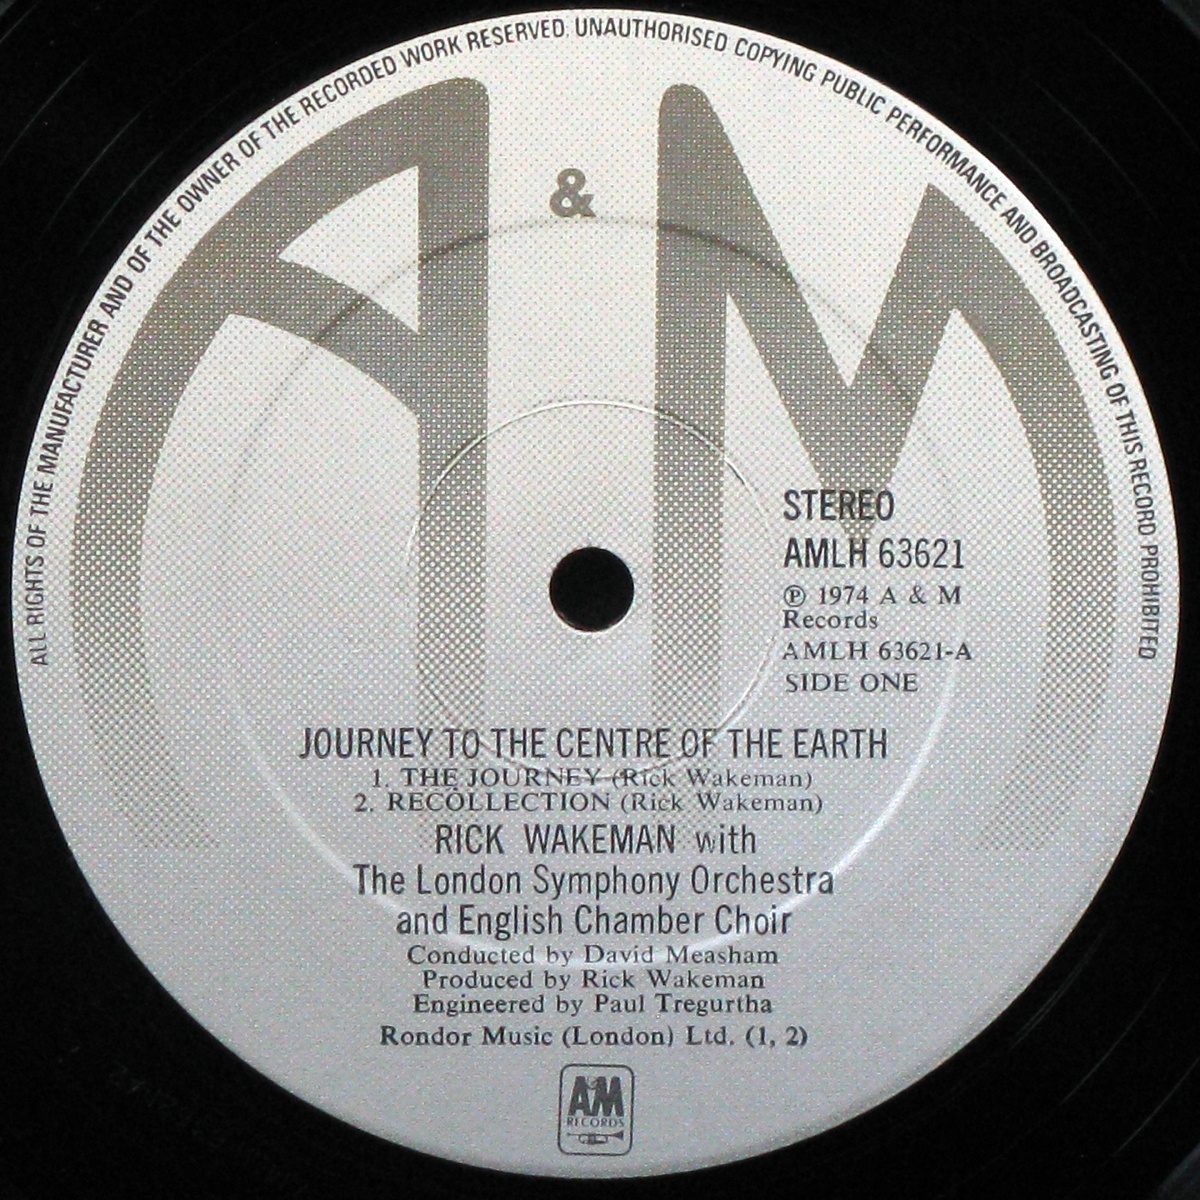 ALL RIGHTS OF THE MANUFACTURER AND OF THE OWNER OF THE RECORDED WORK RESERVED UNAUTHORISED COPYING PUBLIC PERFORMANCE AND BROADCASTING OF THIS RECORD PROHIBITED
A & M
STEREO
AMLH 63621
℗ 1974 A & M
Records
AMLH 63621-A
SIDE ONE
JOURNEY TO THE CENTRE OF THE EARTH
1. THE JOURNEY (Rick Wakeman)
2. RECOLLECTION (Rick Wakeman)
RICK WAKEMAN with
The London Symphony Orchestra
and English Chamber Choir
Conducted by David Measham
Produced by Rick Wakeman
Engineered by Paul Tregurtha
Rondor Music (London) Ltd. (1, 2)
A&M
RECORDS